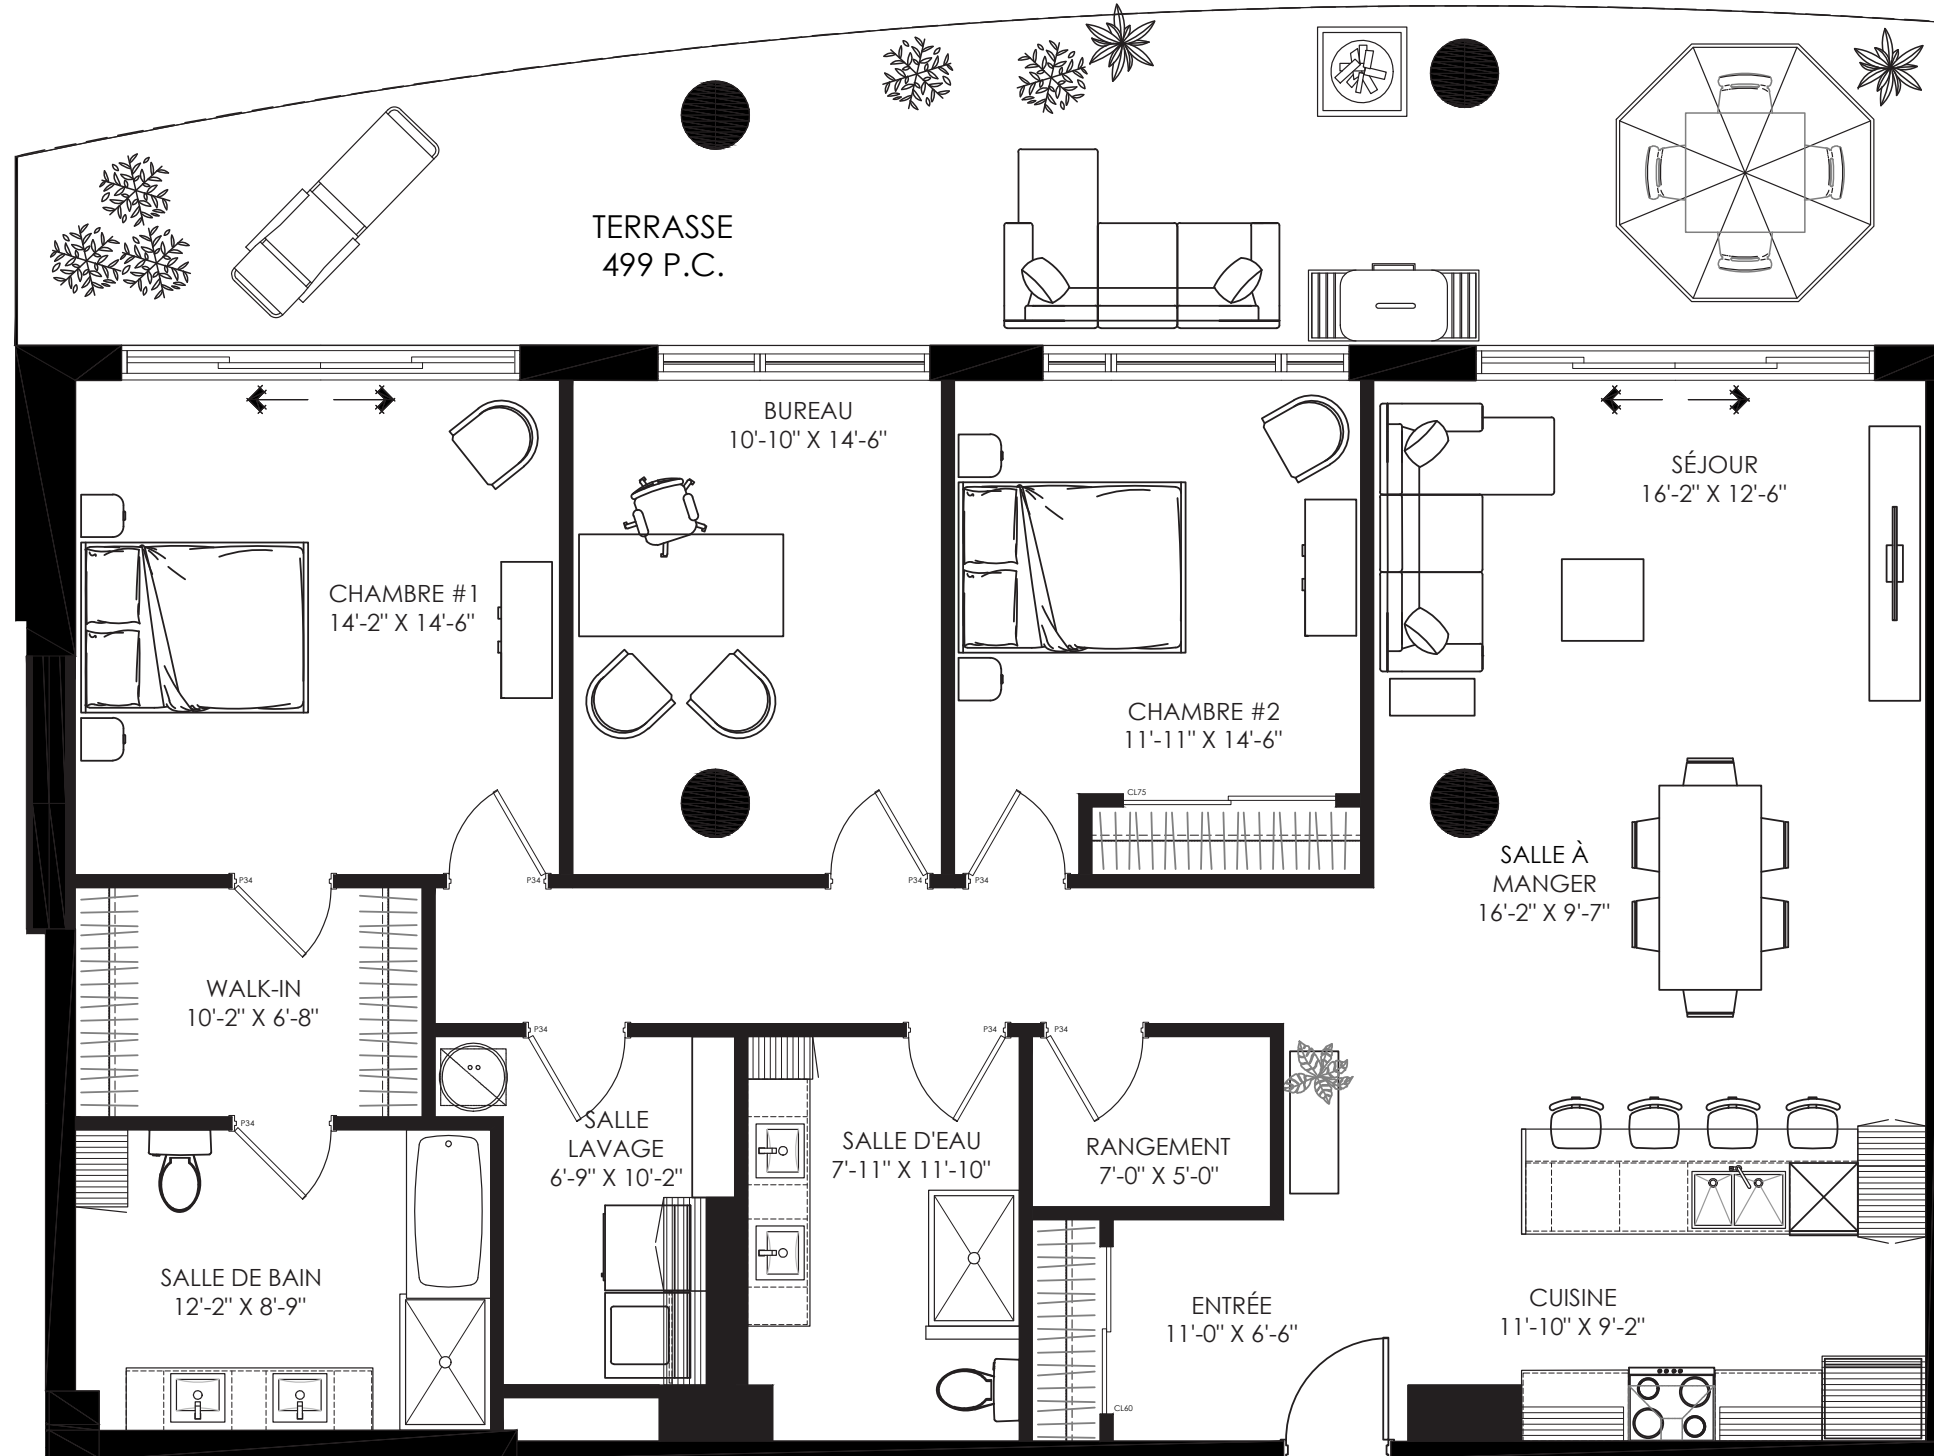 TERRASSE
499 P.C.
BUREAU
10'-10" X 14'-6"
SÉJOUR
16'-2" X 12'-6"
CHAMBRE #1
14'-2" X 14'-6"
CHAMBRE #2
11'-11" X 14'-6"
CL75
SALLE À
MANGER
16'-2" X 9'-7"
P34
P34
P34
P34
WALK-IN
10'-2" X 6'-8"
P34
P34
P34
P34
SALLE
LAVAGE
6'-9" X 10'-2"
SALLE D'EAU
7'-11" X 11'-10"
RANGEMENT
7'-0" X 5'-0"
SALLE DE BAIN
12'-2" X 8'-9"
ENTRÉE
11'-0" X 6'-6"
CUISINE
11'-10" X 9'-2"
CL60